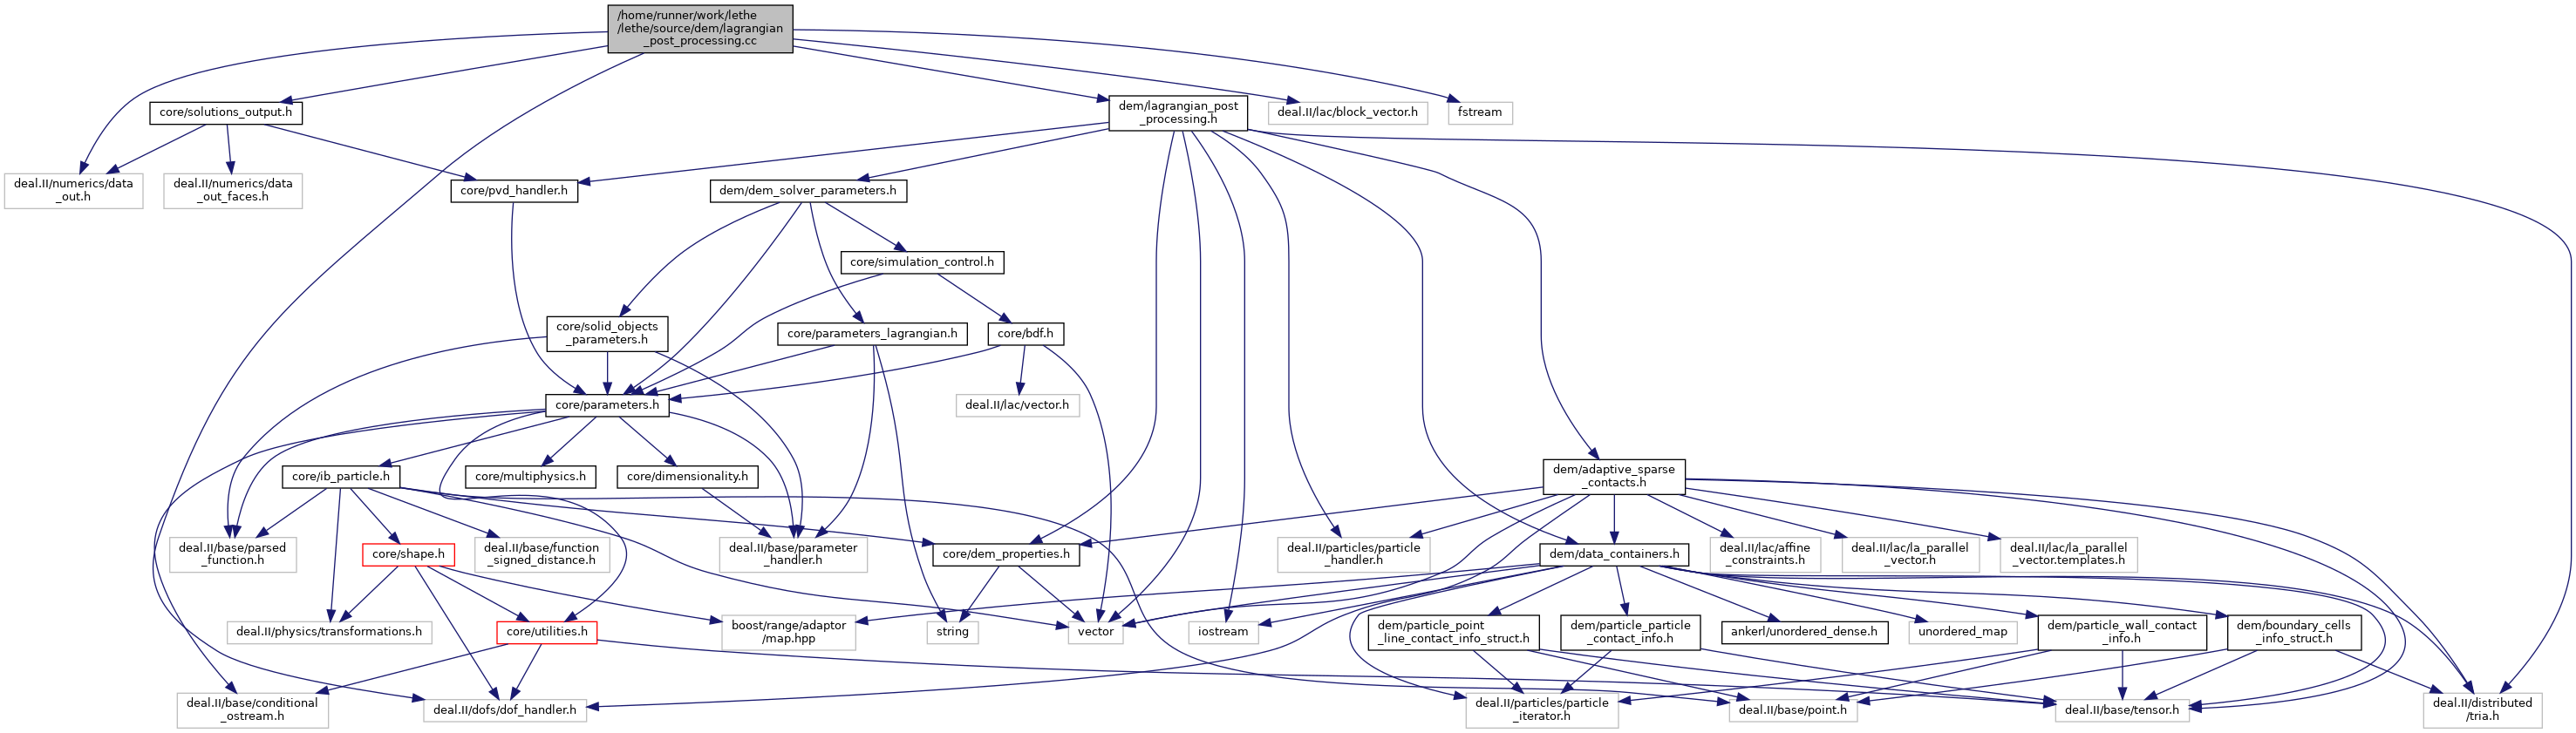 /home/runner/work/lethe
/lethe/source/dem/lagrangian
_post_processing.cc
core/solutions_output.h
dem/lagrangian_post
_processing.h
deal.II/lac/block_vector.h
fstream
deal.II/numerics/data
_out.h
deal.II/numerics/data
_out_faces.h
core/pvd_handler.h
dem/dem_solver_parameters.h
core/simulation_control.h
core/solid_objects
_parameters.h
core/parameters_lagrangian.h
core/bdf.h
core/parameters.h
deal.II/lac/vector.h
core/ib_particle.h
core/multiphysics.h
core/dimensionality.h
dem/adaptive_sparse
_contacts.h
deal.II/base/parsed
_function.h
core/shape.h
deal.II/base/function
_signed_distance.h
deal.II/base/parameter
_handler.h
core/dem_properties.h
deal.II/particles/particle
_handler.h
dem/data_containers.h
deal.II/lac/affine
_constraints.h
deal.II/lac/la_parallel
_vector.h
deal.II/lac/la_parallel
_vector.templates.h
deal.II/physics/transformations.h
core/utilities.h
boost/range/adaptor
/map.hpp
string
vector
iostream
dem/particle_point
_line_contact_info_struct.h
dem/particle_particle
_contact_info.h
ankerl/unordered_dense.h
unordered_map
dem/particle_wall_contact
_info.h
dem/boundary_cells
_info_struct.h
deal.II/base/conditional
_ostream.h
deal.II/dofs/dof_handler.h
deal.II/particles/particle
_iterator.h
deal.II/base/point.h
deal.II/base/tensor.h
deal.II/distributed
/tria.h